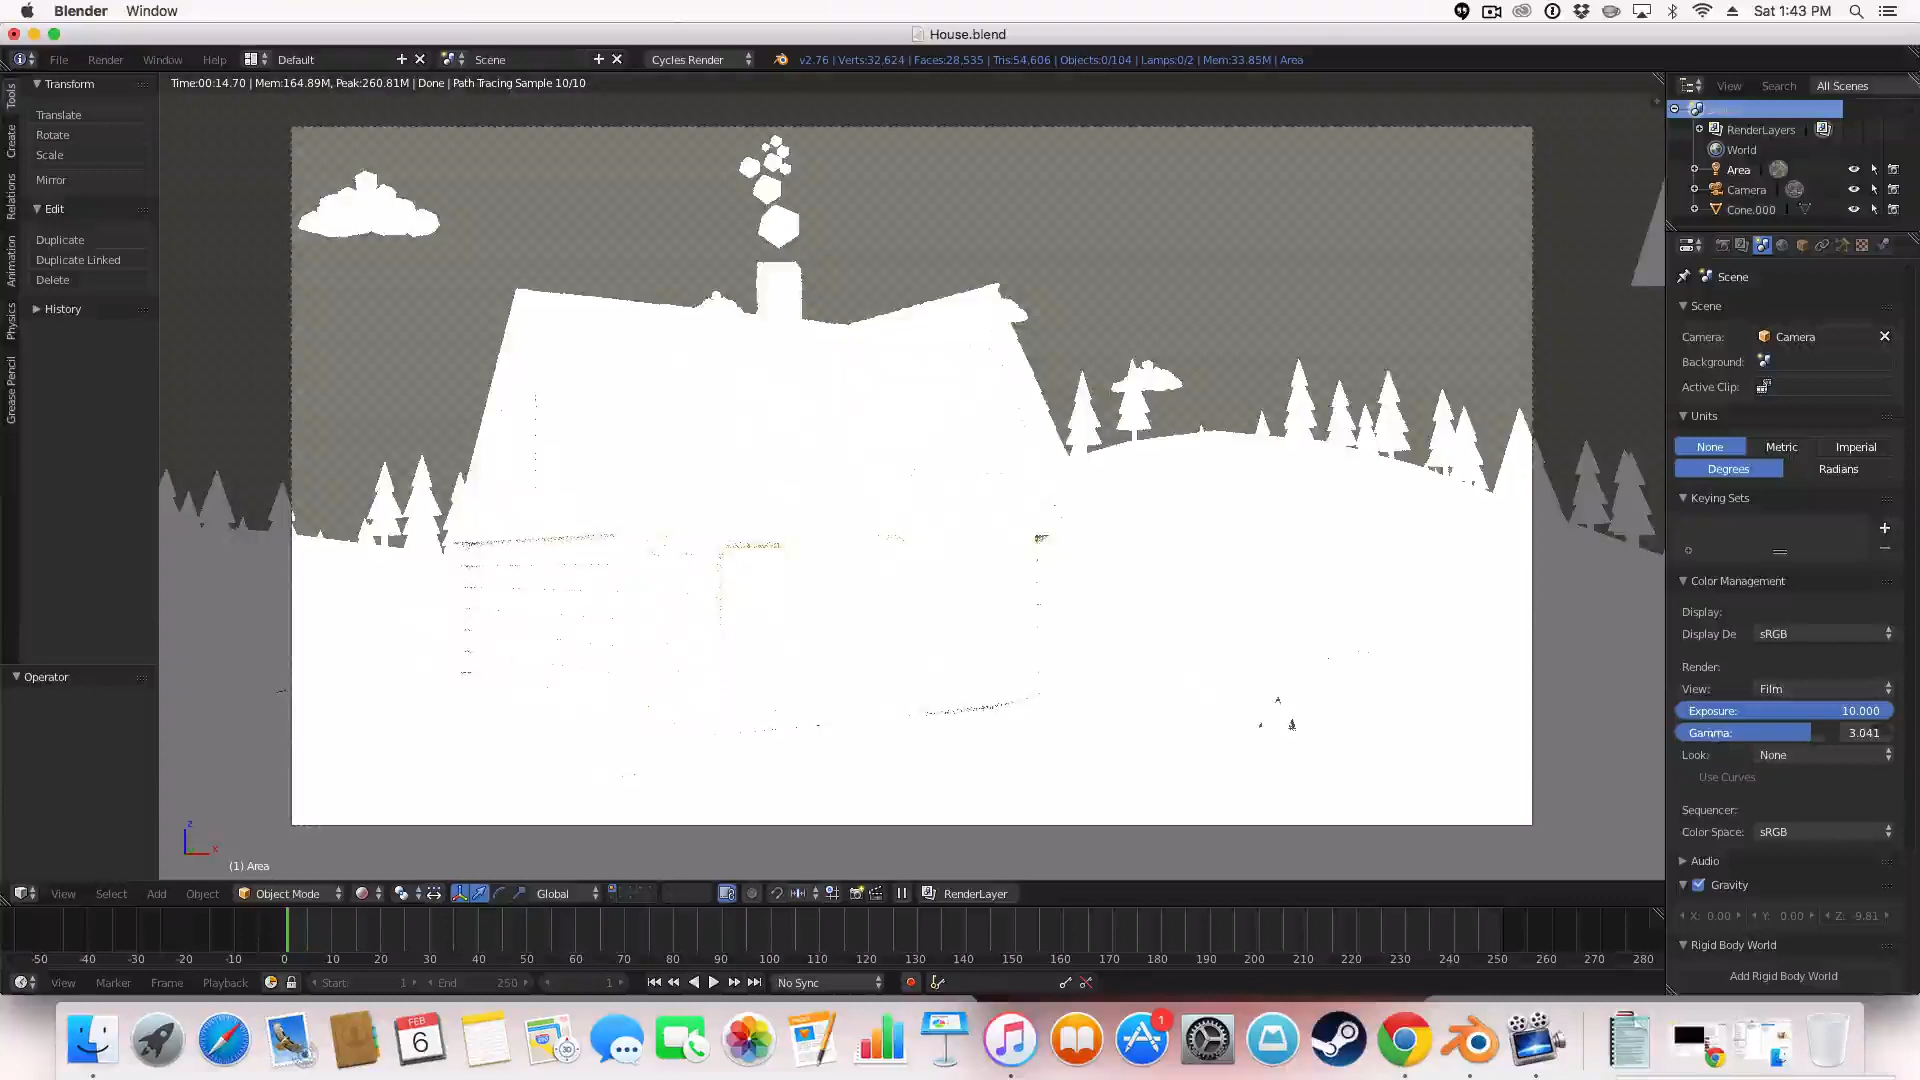 Blender Window Sat 1:43 PM
House.blend
File Render Window Help Default Scene Cycles Render v2.76 | Verts:32,624 | Faces:28,535 | Tris:54,606 | Objects:0/104 | Lamps:0/2 | Mem:33.85M | Area
Time:00:14.70 | Mem:164.89M, Peak:260.81M | Done | Path Tracing Sample 10/10
View Search All Scenes
Tools
Create
Relations
Animation
Physics
Grease Pencil
Transform
Translate
Rotate
Scale
Mirror
Edit
Duplicate
Duplicate Linked
Delete
History
Operator
RenderLayers
World
Area
Camera
Cone.000
Scene
Scene
Camera: Camera
Background:
Active Clip:
Units
None Metric Imperial
Degrees Radians
Keying Sets
Color Management
Display:
Display De sRGB
Render:
View: Film
Exposure: 10.000
Gamma: 3.041
Look: None
Use Curves
Sequencer:
Color Space: sRGB
Audio
Gravity
X: 0.00 Y: 0.00 Z: -9.81
Rigid Body World
Add Rigid Body World
z
x
(1) Area
View Select Add Object Object Mode Global RenderLayer
-50 -40 -30 -20 -10 0 10 20 30 40 50 60 70 80 90 100 110 120 130 140 150 160 170 180 190 200 210 220 230 240 250 260 270 280
View Marker Frame Playback Start: 1 End 250 1 No Sync
FEB
6
3D
1